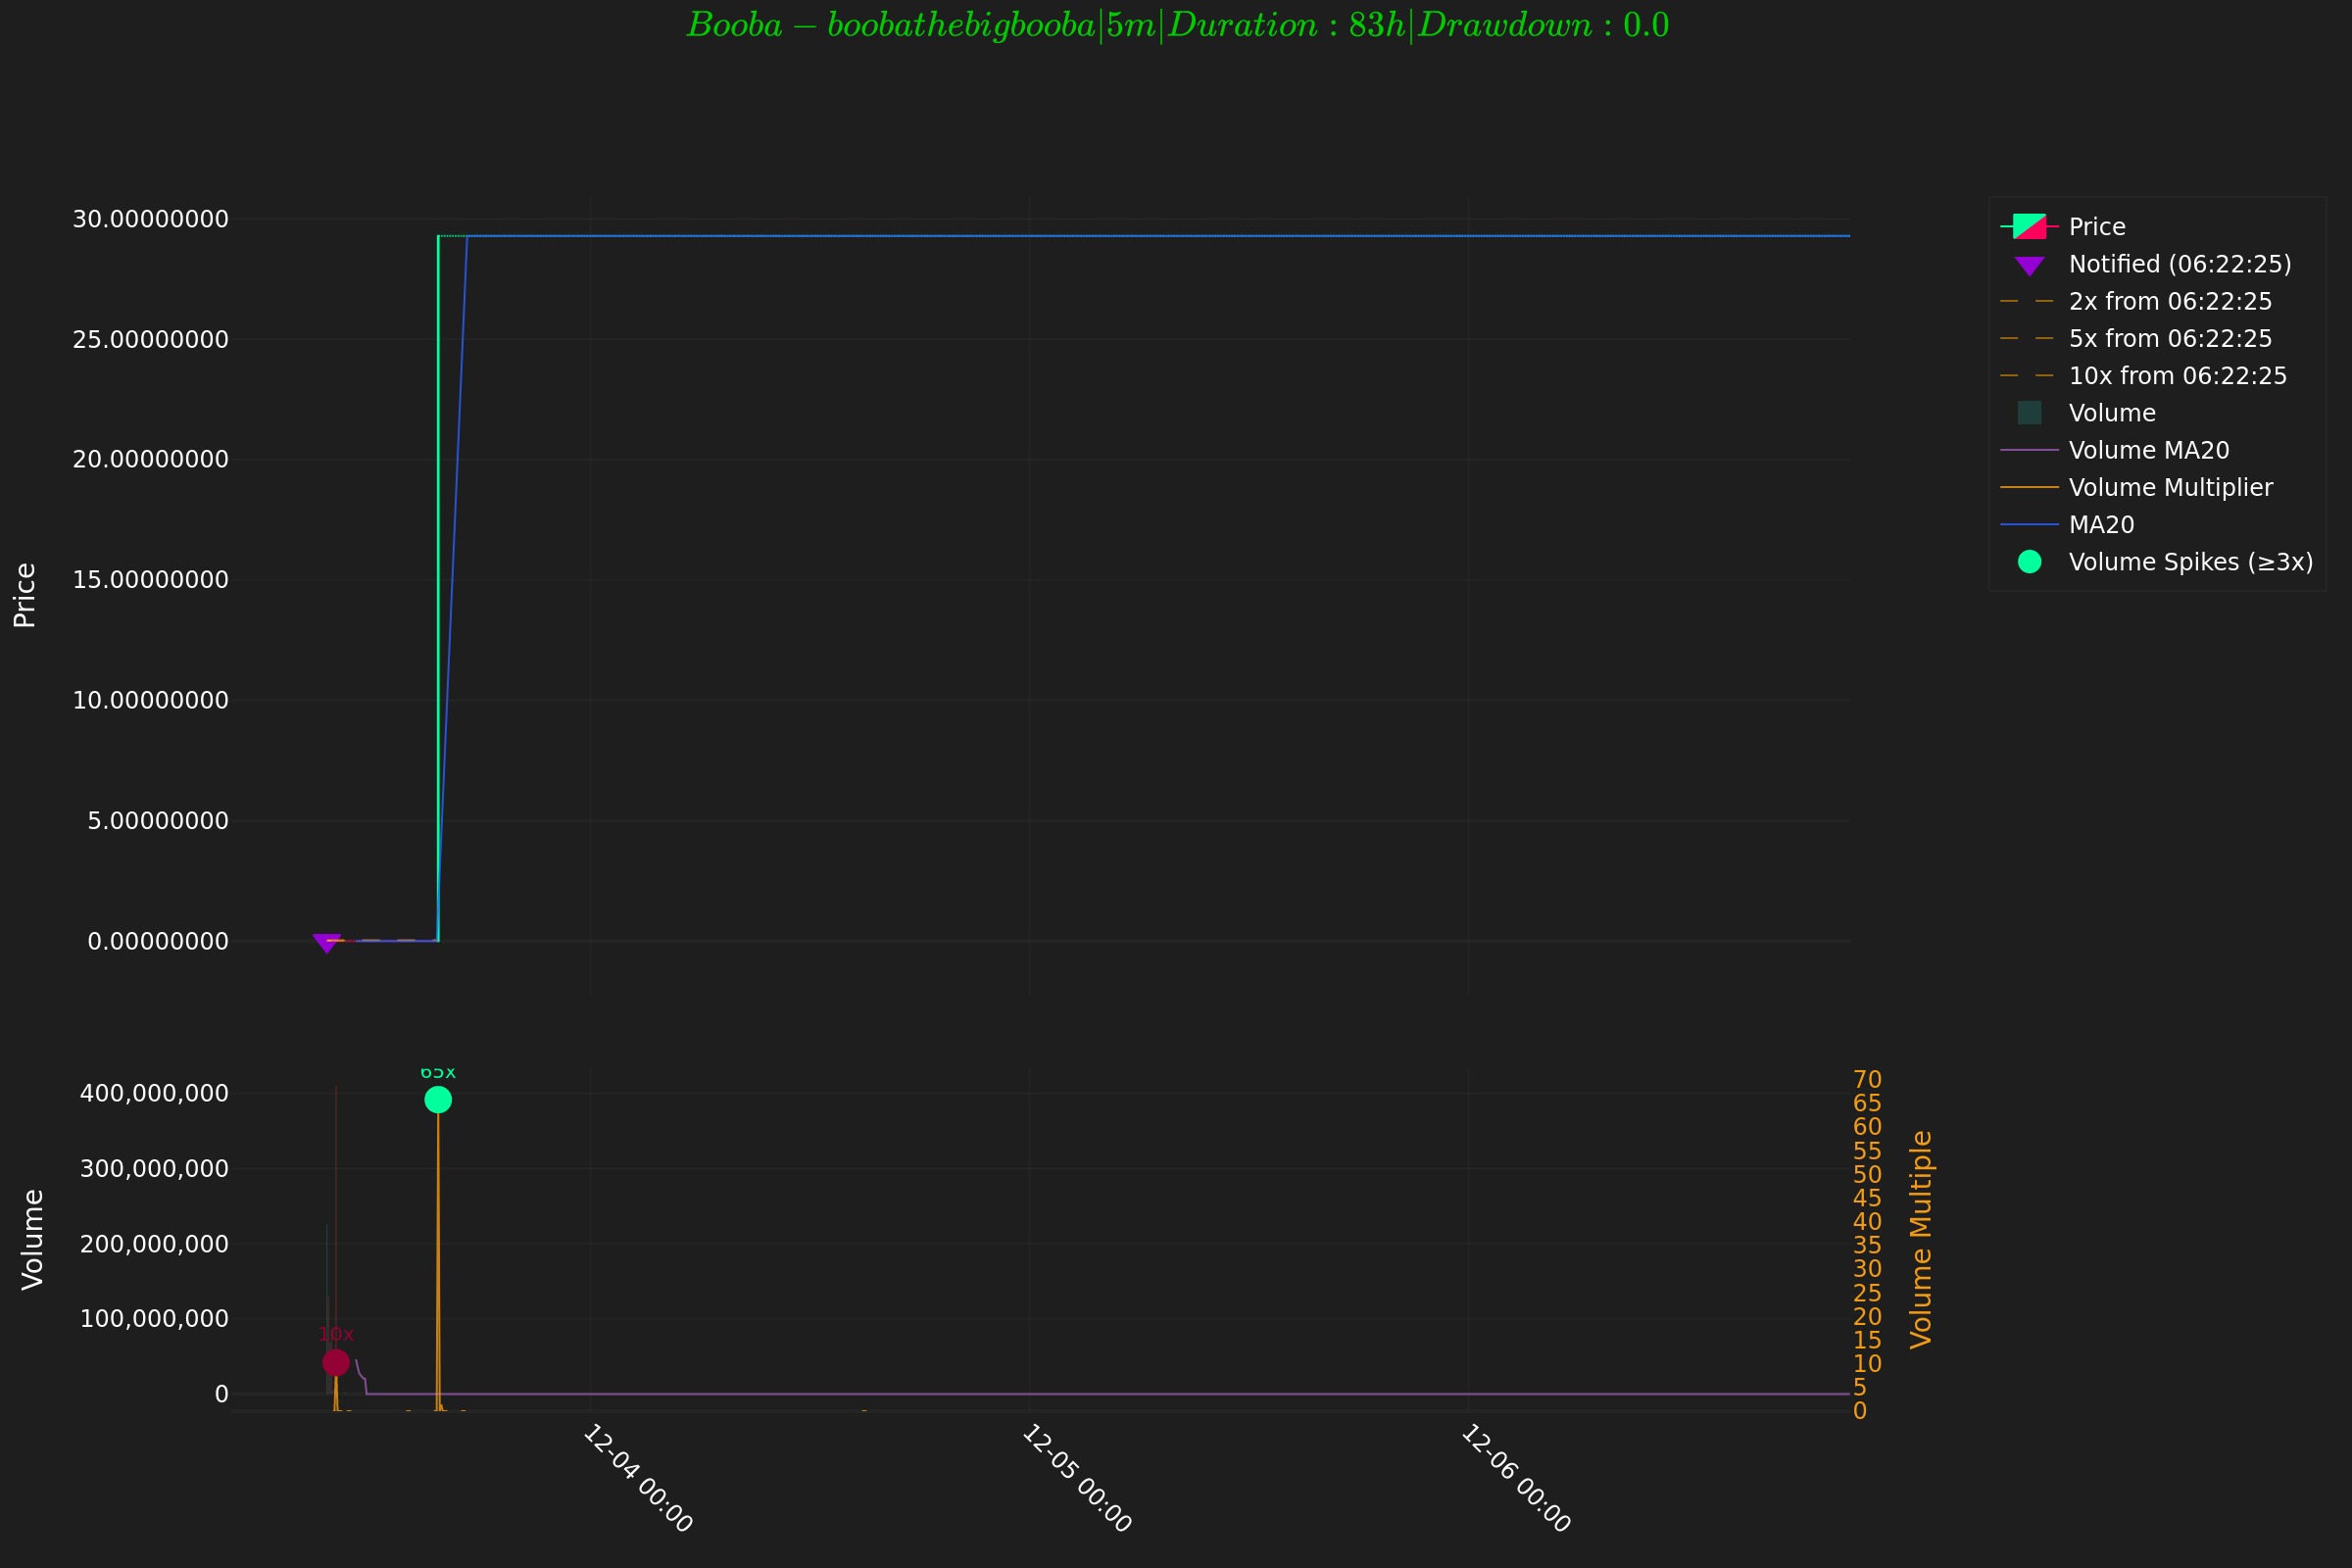 Booba − boobathebigbooba|5m|Duration : 83h|Drawdown : 0.0
30.00000000
25.00000000
20.00000000
15.00000000
10.00000000
5.00000000
0.00000000
Price
Price
Notified (06:22:25)
2x from 06:22:25
5x from 06:22:25
10x from 06:22:25
Volume
Volume MA20
Volume Multiplier
MA20
Volume Spikes (≥3x)
65x
10x
400,000,000
300,000,000
200,000,000
100,000,000
0
Volume
70
65
60
55
50
45
40
35
30
25
20
15
10
5
0
Volume Multiple
12-04 00:00
12-05 00:00
12-06 00:00